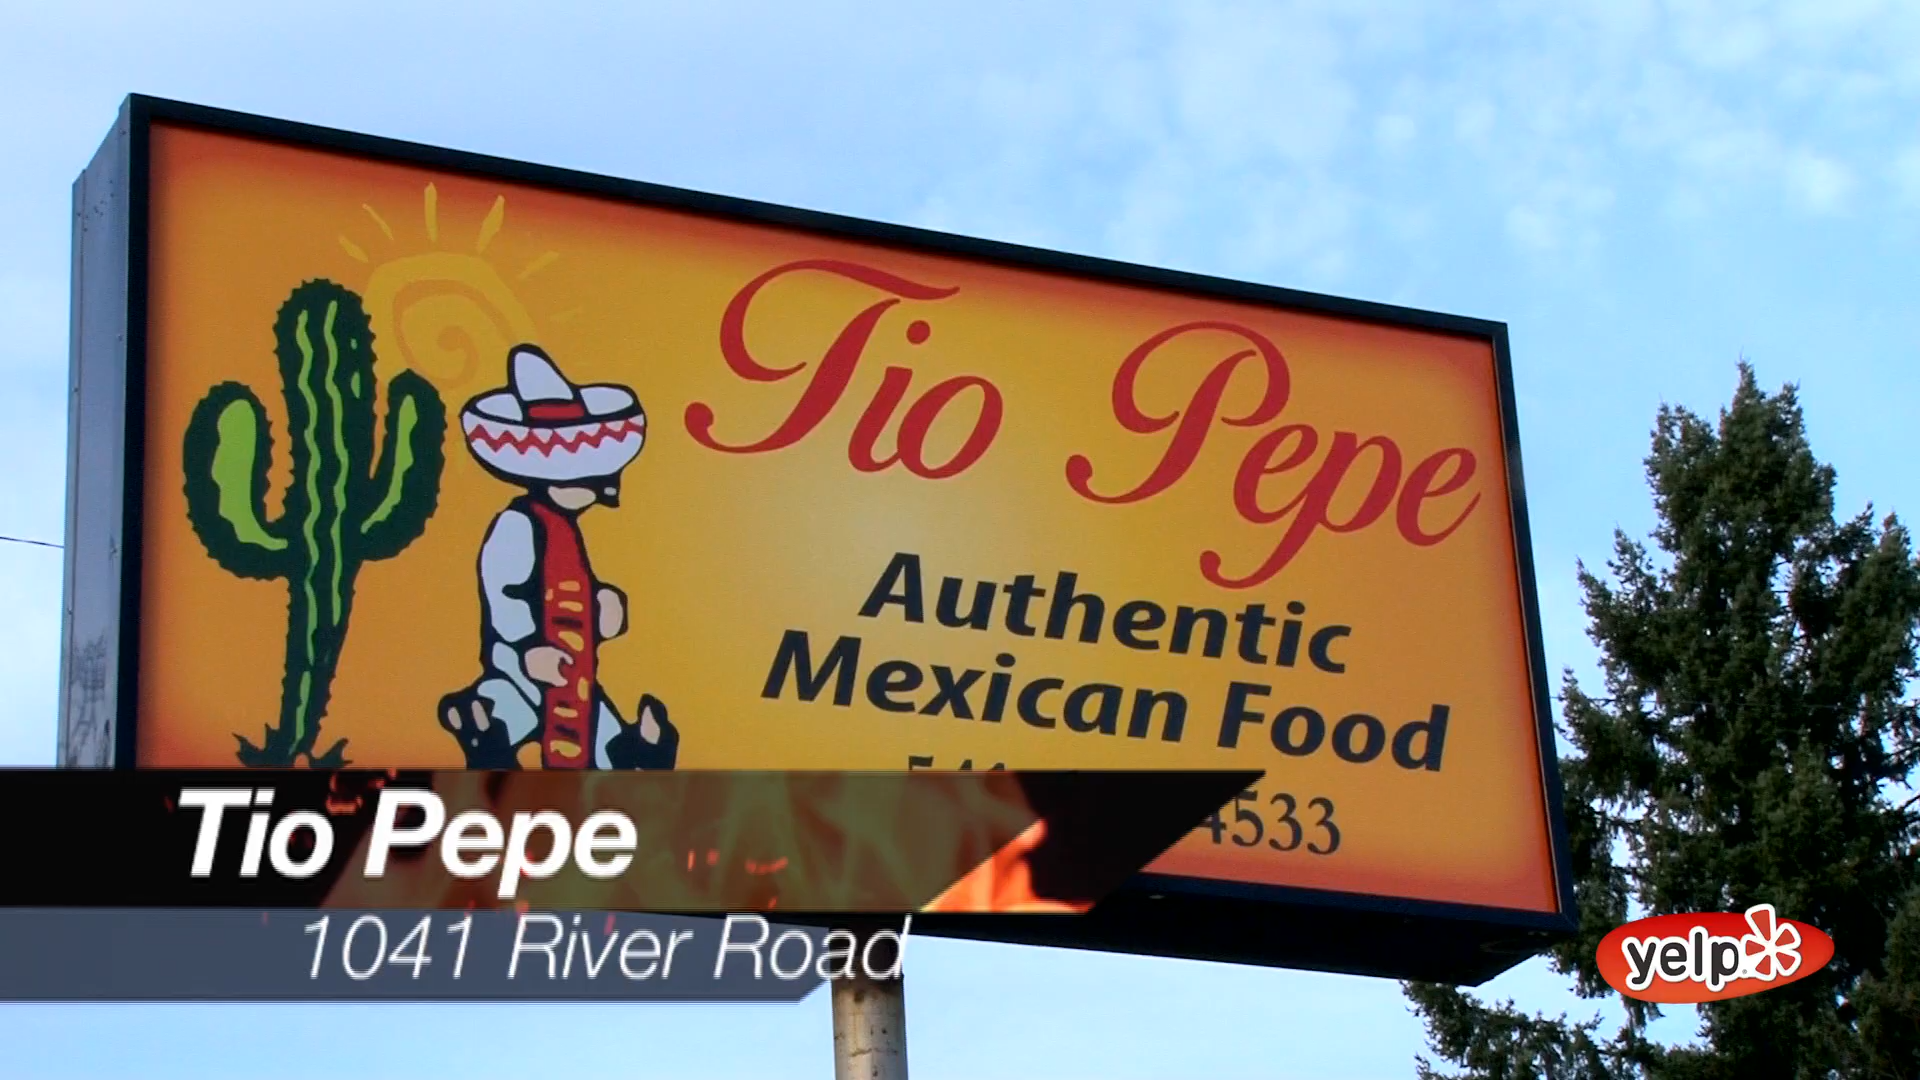 Tio Pepe
Authentic
Mexican Food
4533
Tio Pepe
1041 River Road
yelp